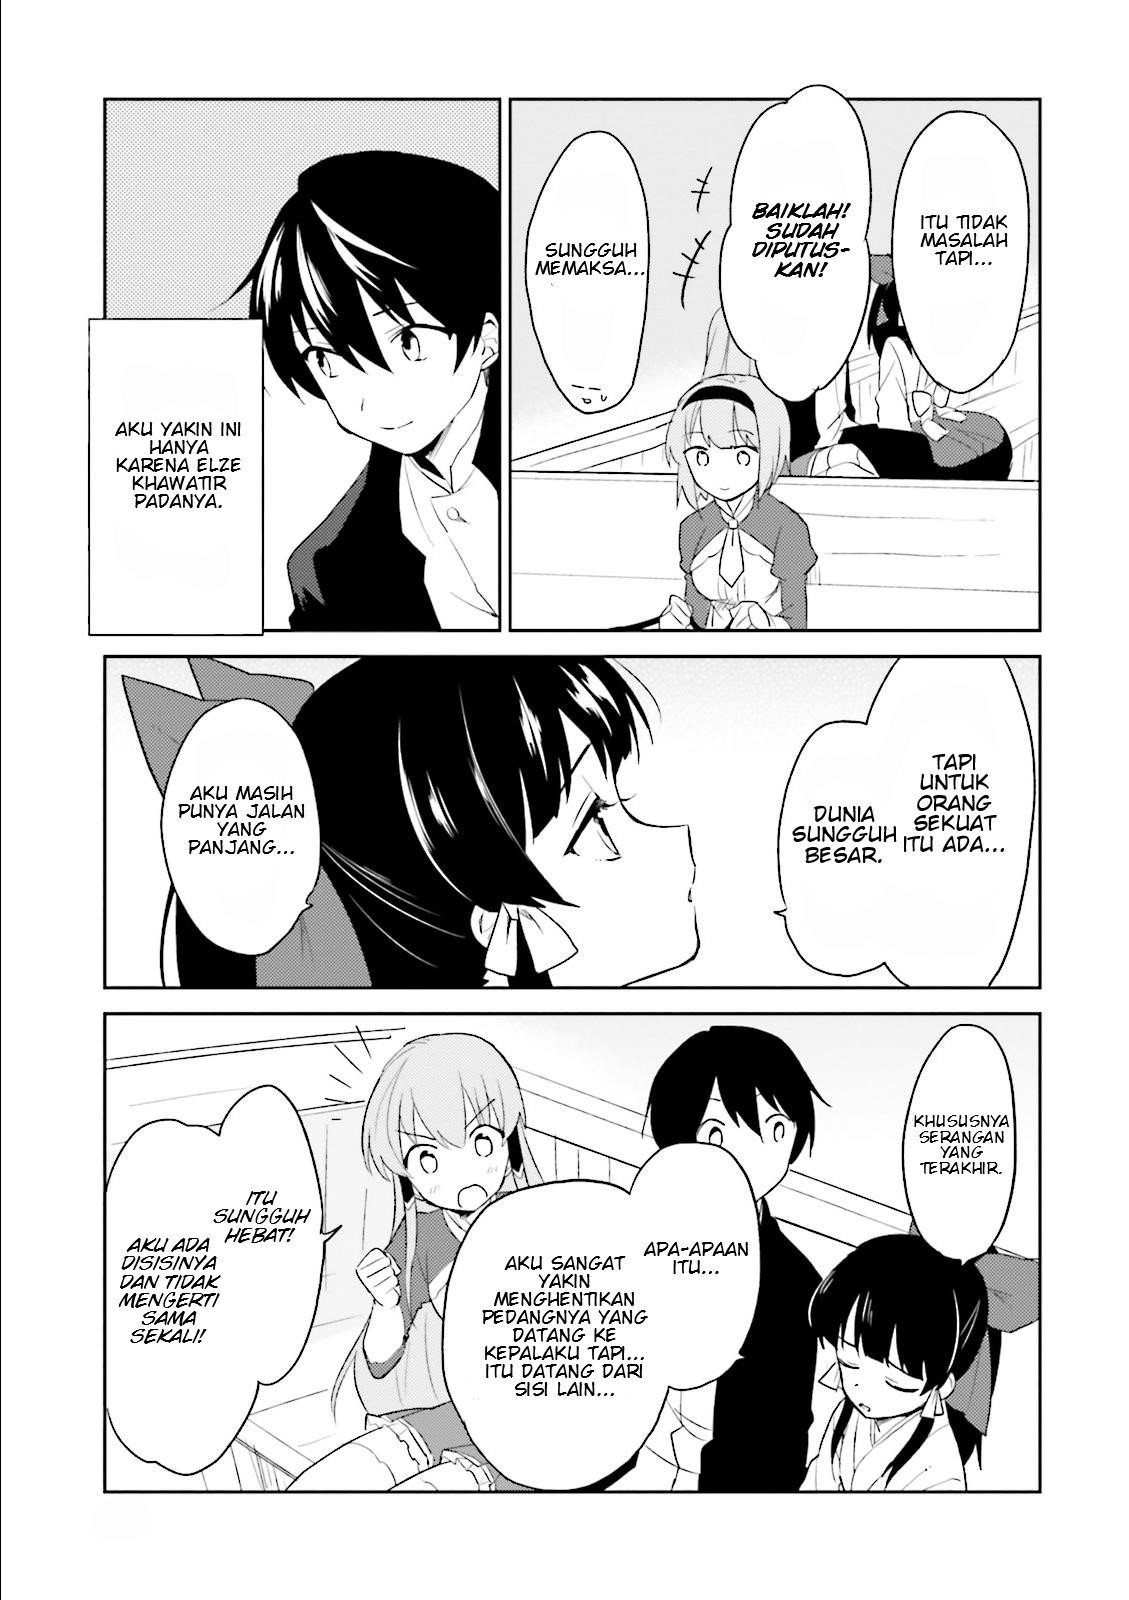 ITU TIDAK
MASALAH
TAPI...
BAIKLAH!
SUDAH
DIPUTUS-
KAN!
SUNGGUH
MEMAKSA...
AKU YAKIN INI
HANYA
KARENA ELZE
KHAWATIR
PADANYA.
TAPI
UNTUK
ORANG
SEKUAT
ITU ADA...
DUNIA
SUNGGUH
BESAR.
AKU MASIH
PUNYA JALAN
YANG
PANJANG...
KHUSUSNYA
SERANGAN
YANG
TERAKHIR.
APA-APAAN
ITU...
AKU SANGAT
YAKIN
MENGHENTIKAN
PEDANGNYA YANG
DATANG KE
KEPALAKU TAPI...
ITU DATANG DARI
SISI LAIN...
ITU
SUNGGUH
HEBAT!
AKU ADA
DISISINYA
DAN TIDAK
MENGERTI
SAMA
SEKALI!